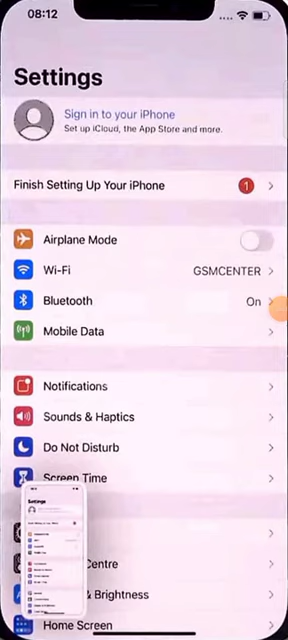 08:12
Settings
Sign in to your iPhone
Set up iCloud, the App Store and more.
Finish Setting Up Your iPhone 1
Airplane Mode
Wi-Fi GSMCENTER
Bluetooth On
Mobile Data
Notifications
Sounds & Haptics
Do Not Disturb
Screen Time
Settings
Centre
& Brightness
Home Screen